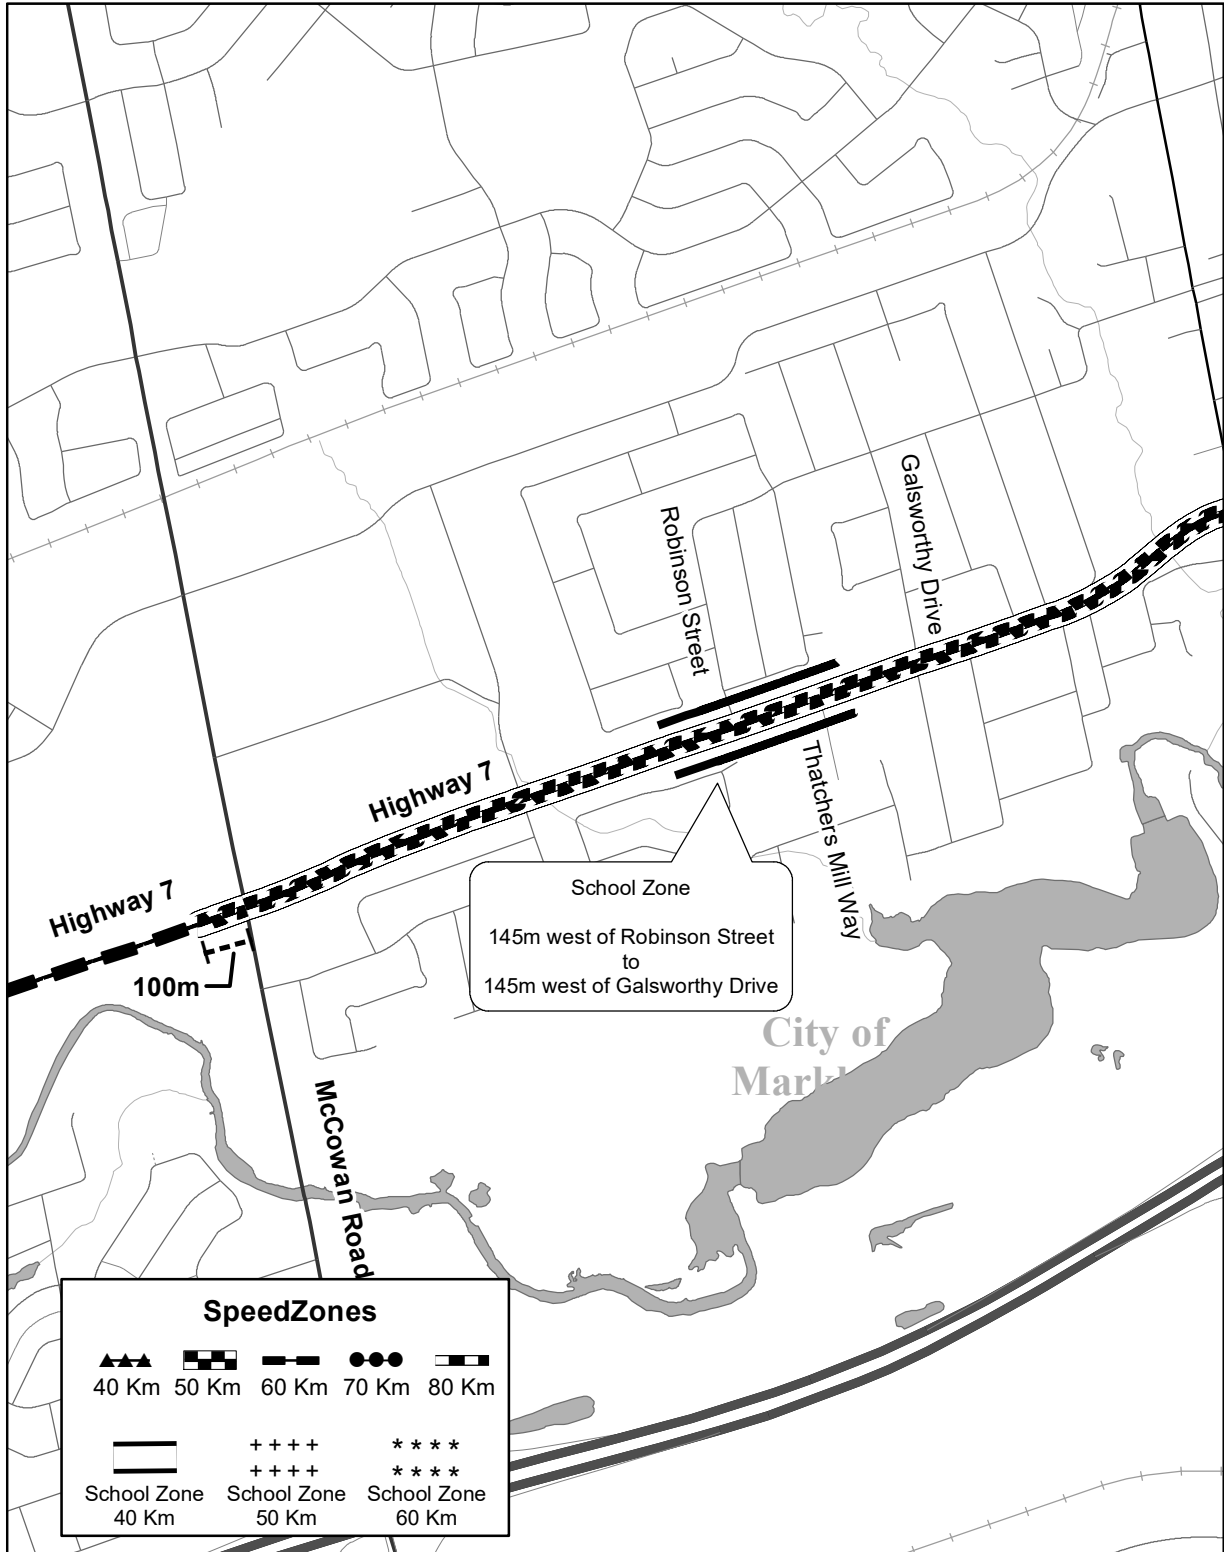 Galsworthy Drive
Robinson Street
Highway 7
Thatchers Mill Way
School Zone
145m west of Robinson Street
to
145m west of Galsworthy Drive
Highway 7
100m
City of
Mark
McCowan Road
SpeedZones
40 Km 50 Km 60 Km 70 Km 80 Km
++++ ****
++++ ****
School Zone School Zone School Zone
40 Km 50 Km 60 Km